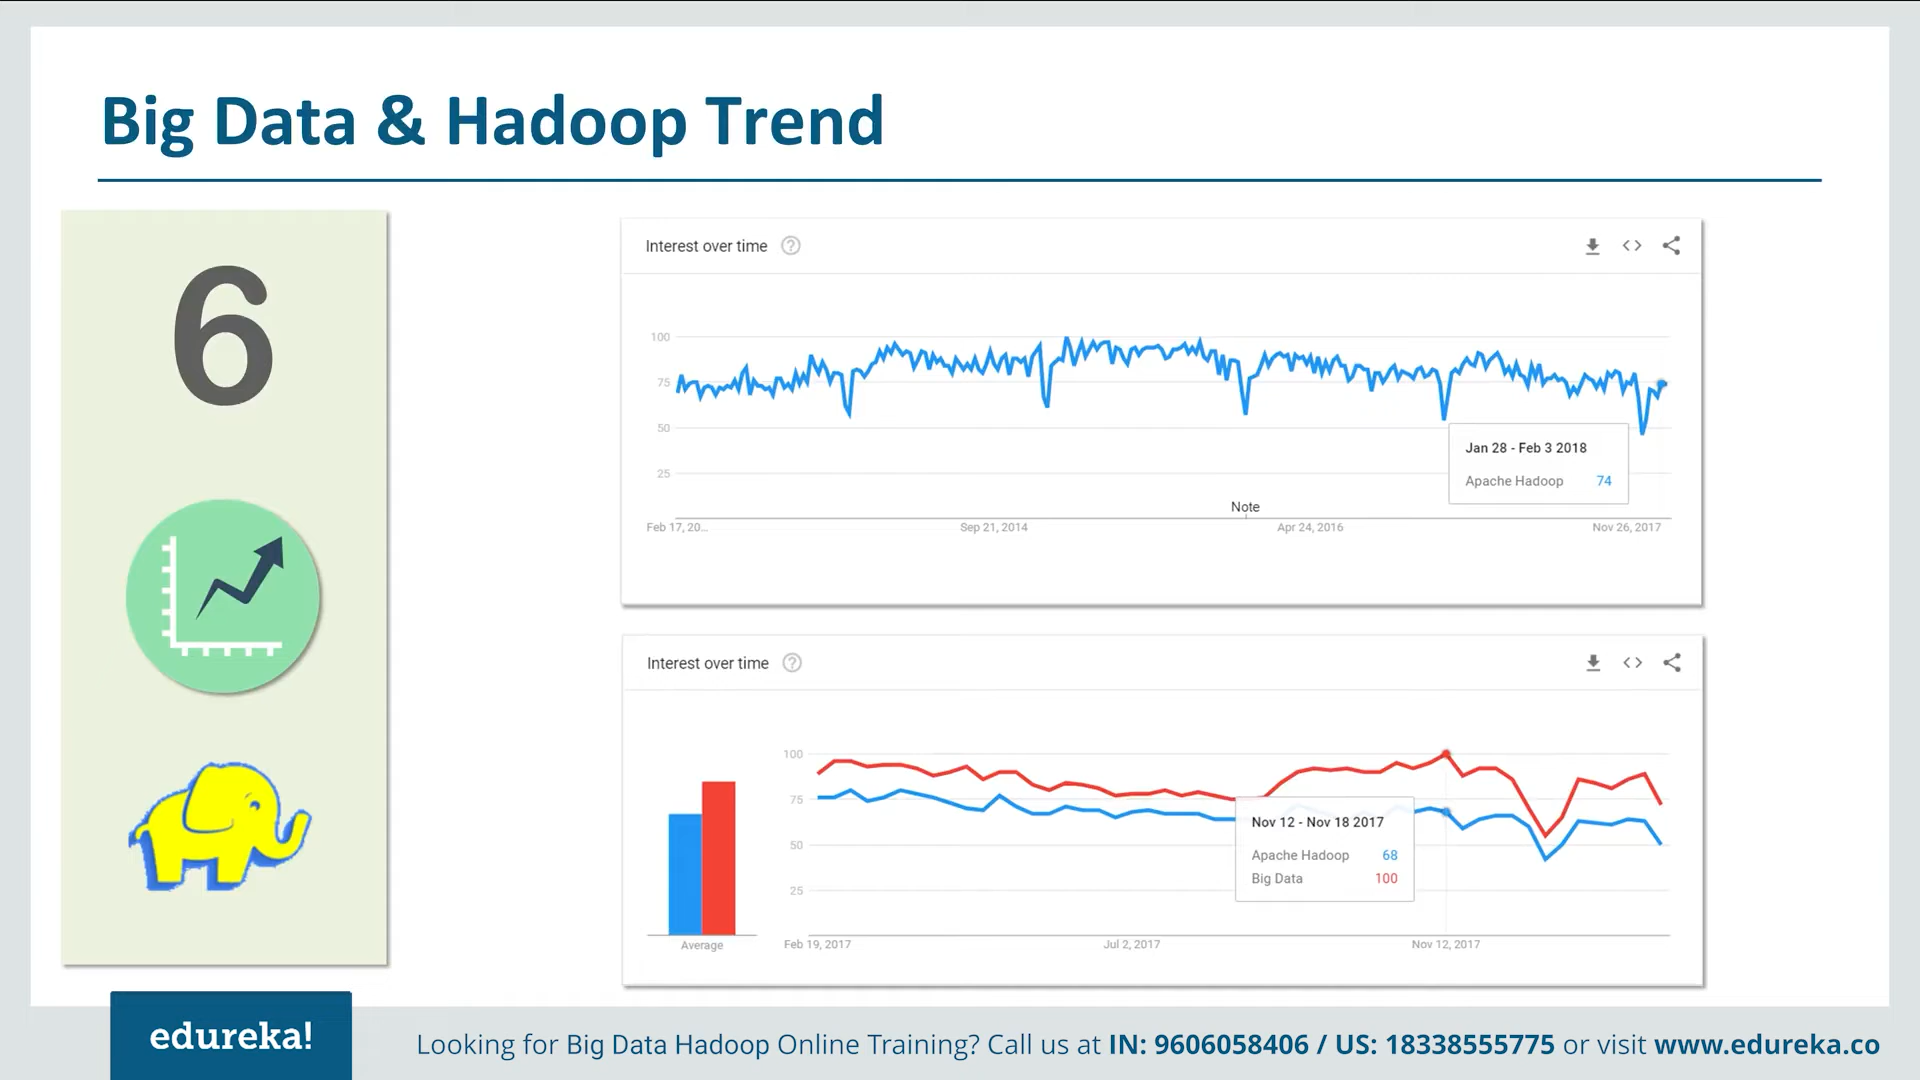 Big Data & Hadoop Trend
6
Interest over time ?
100
75
50
25
Jan 28 - Feb 3 2018
Apache Hadoop 74
Note
Feb 17, 20... Sep 21, 2014 Apr 24, 2016 Nov 26, 2017
Interest over time ?
100
75
50
25
Nov 12 - Nov 18 2017
Apache Hadoop 68
Big Data 100
Average Feb 19, 2017 Jul 2, 2017 Nov 12, 2017
edureka!
Looking for Big Data Hadoop Online Training? Call us at IN: 9606058406 / US: 18338555775 or visit www.edureka.co